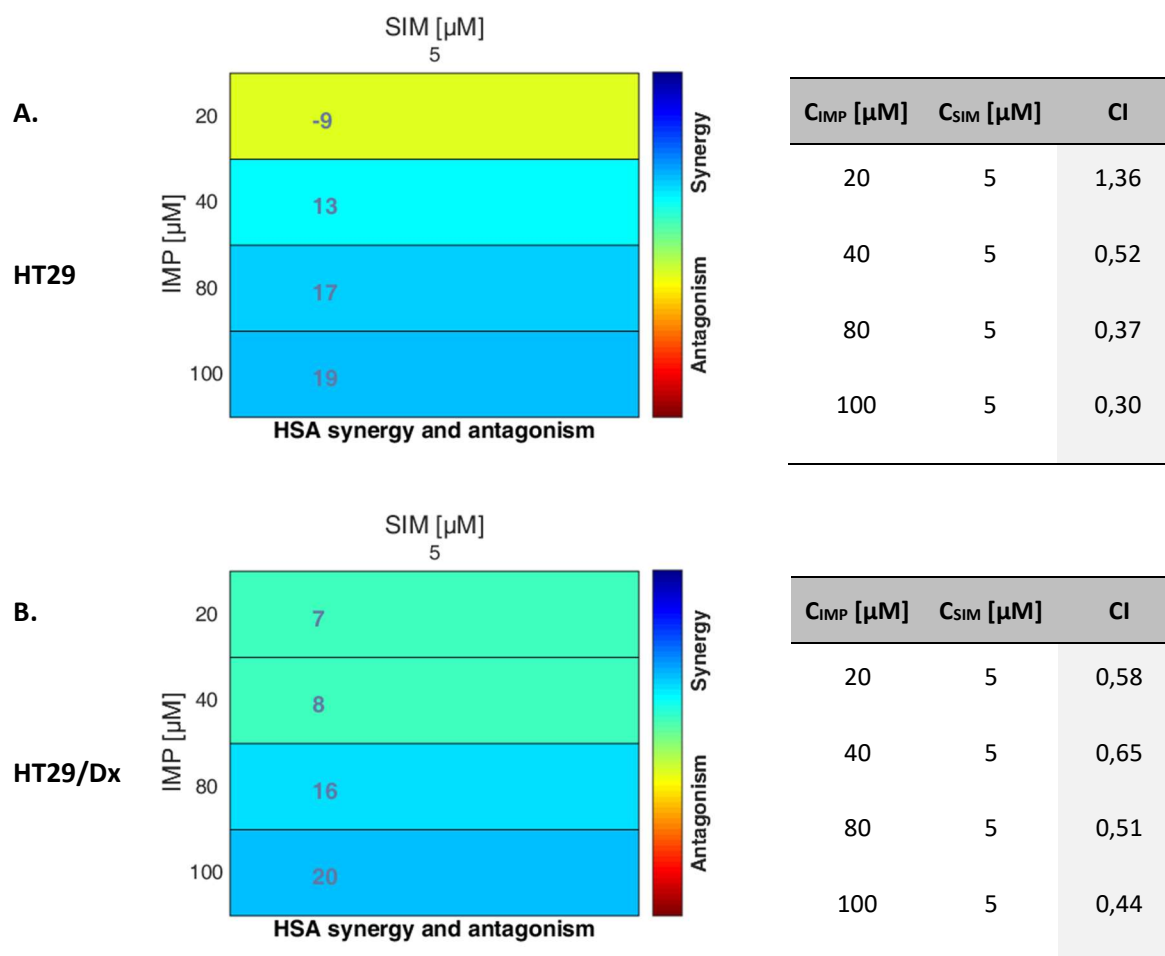 A.
HT29
SIM [µM]
5
IMP [µM]
20
-9
40
13
80
17
100
19
HSA synergy and antagonism
Synergy
Antagonism
CIMP [µM] CSIM [µM] CI
20 5 1,36
40 5 0,52
80 5 0,37
100 5 0,30
B.
HT29/Dx
SIM [µM]
5
IMP [µM]
20
7
40
8
80
16
100
20
HSA synergy and antagonism
Synergy
Antagonism
CIMP [µM] CSIM [µM] CI
20 5 0,58
40 5 0,65
80 5 0,51
100 5 0,44